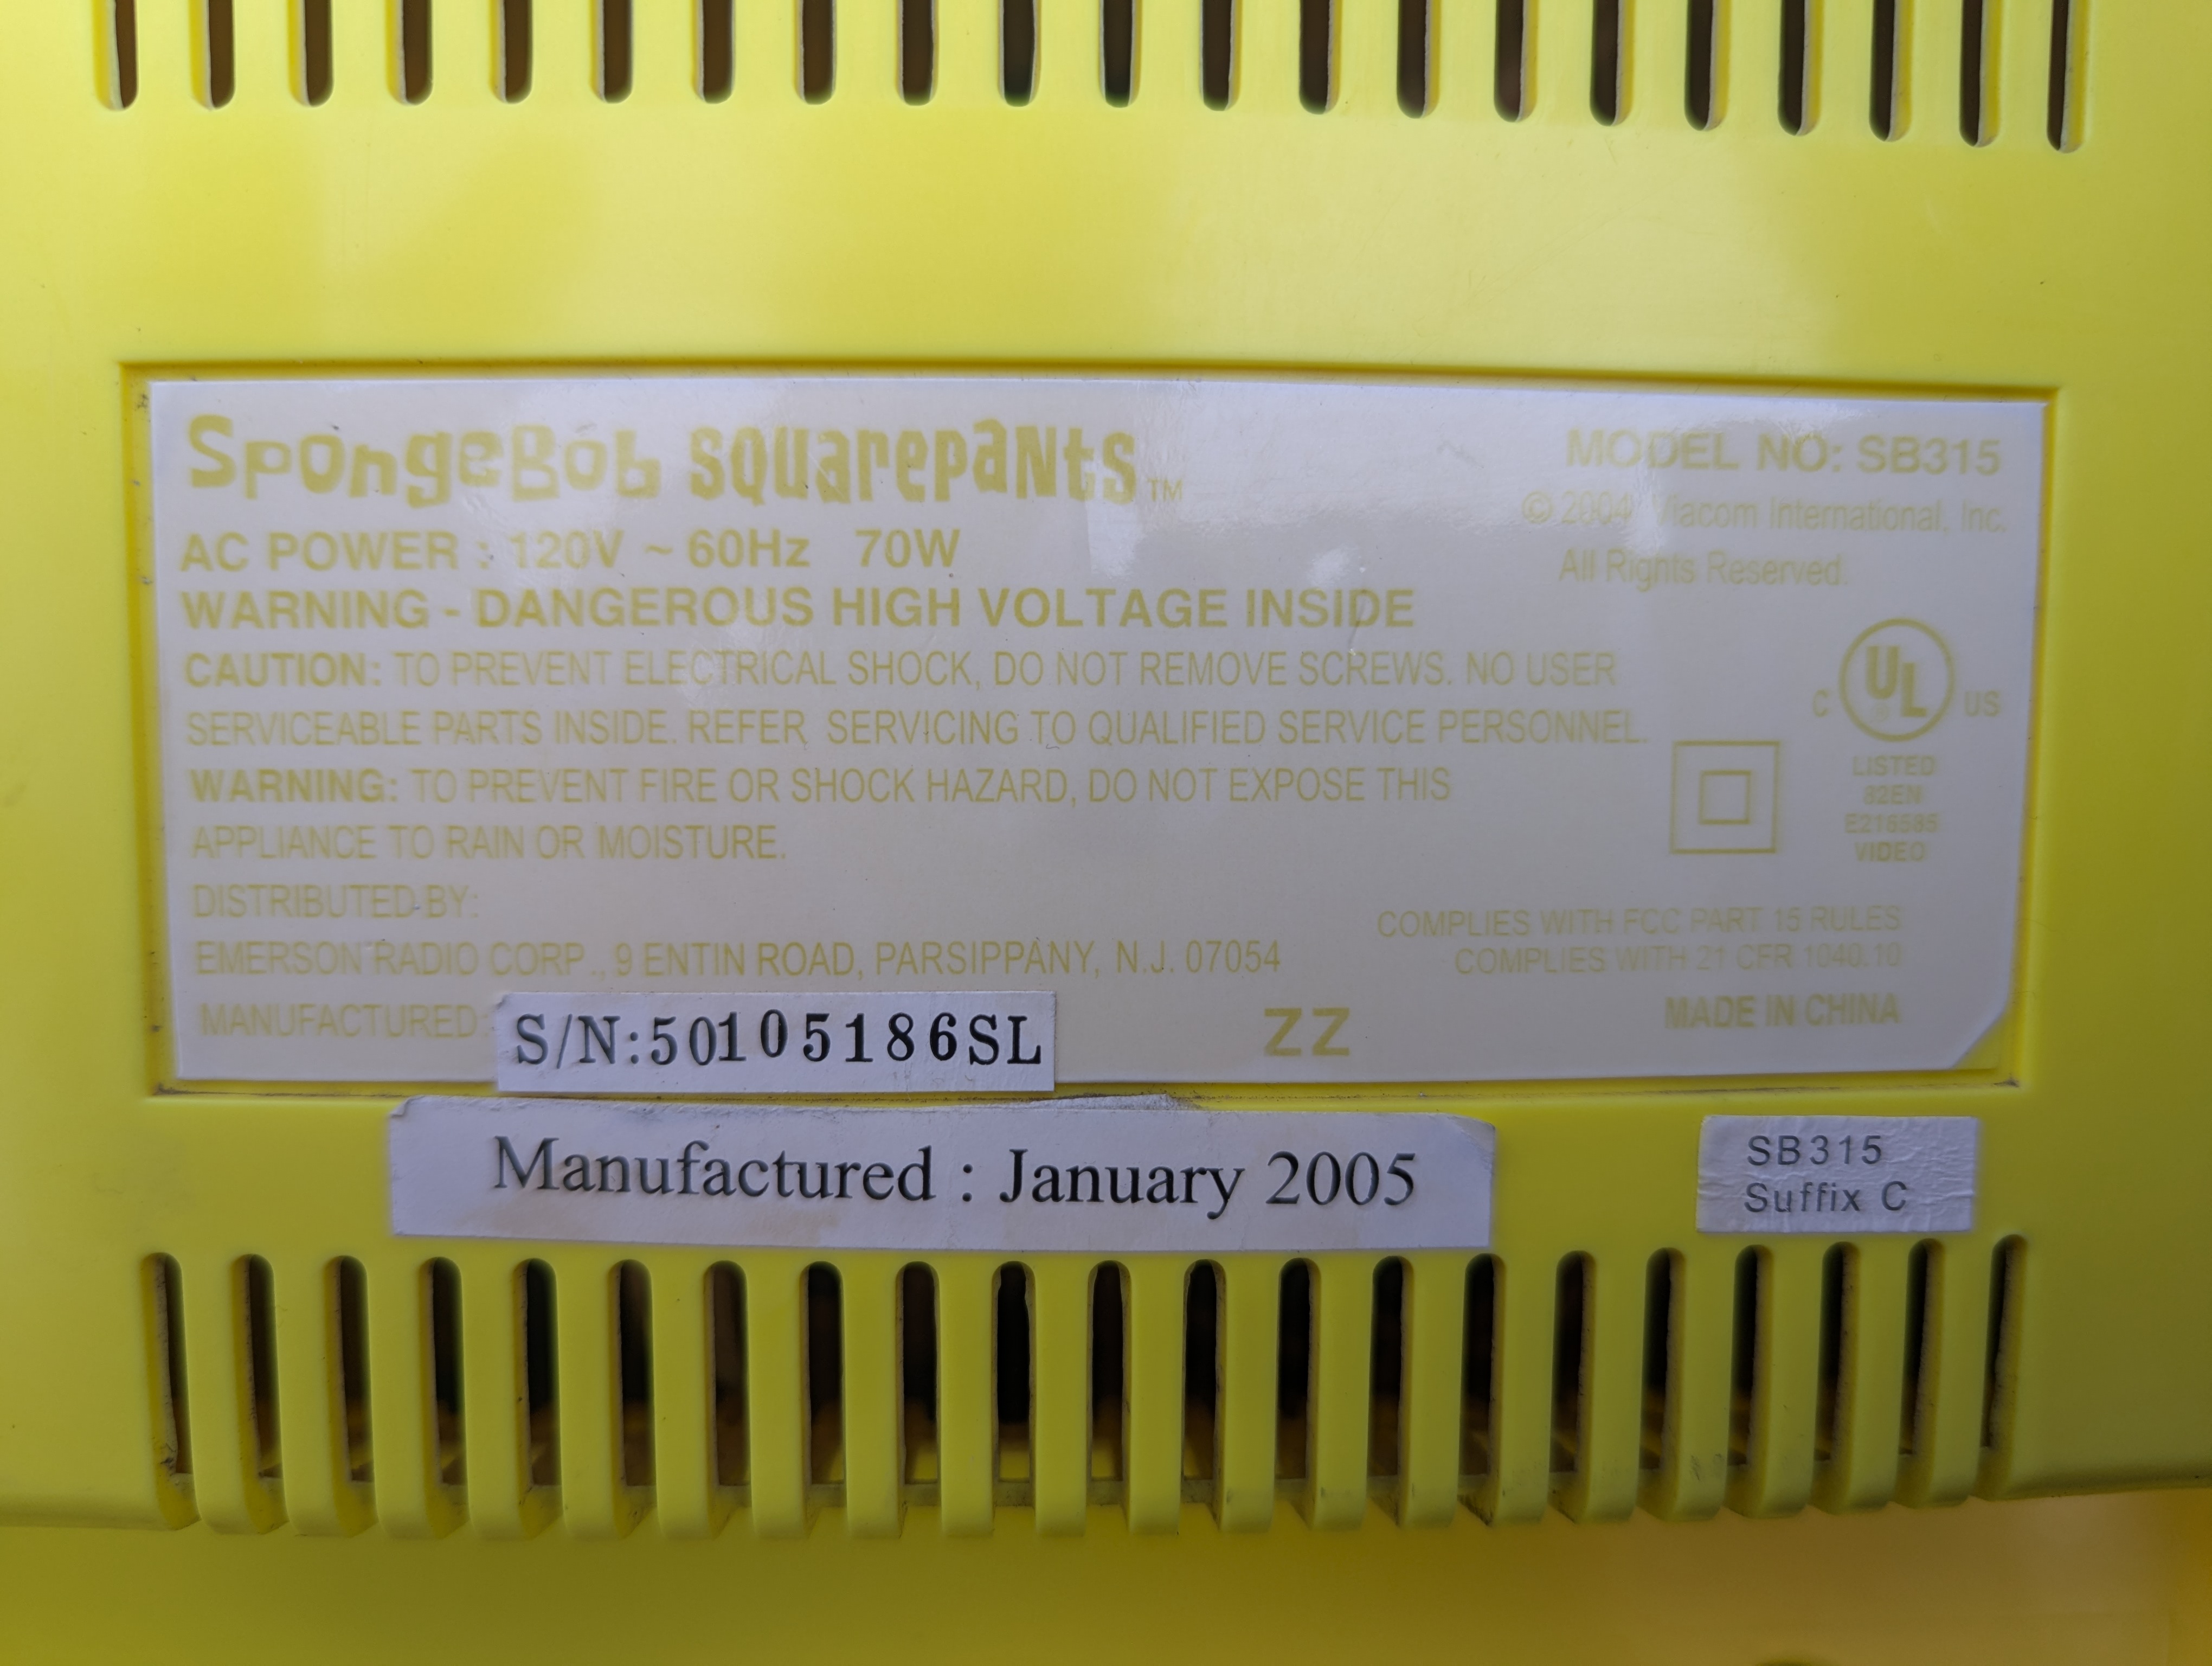 SpongeBob squarepants™
MODEL NO: SB315
© 2004 Viacom International, Inc.
All Rights Reserved.
AC POWER : 120V ~ 60Hz 70W
WARNING - DANGEROUS HIGH VOLTAGE INSIDE
CAUTION: TO PREVENT ELECTRICAL SHOCK, DO NOT REMOVE SCREWS. NO USER
SERVICEABLE PARTS INSIDE. REFER SERVICING TO QUALIFIED SERVICE PERSONNEL.
WARNING: TO PREVENT FIRE OR SHOCK HAZARD, DO NOT EXPOSE THIS
APPLIANCE TO RAIN OR MOISTURE.
C UL ® US
LISTED
82EN
E216585
VIDEO
DISTRIBUTED BY:
EMERSON RADIO CORP., 9 ENTIN ROAD, PARSIPPANY, N.J. 07054
COMPLIES WITH FCC PART 15 RULES
COMPLIES WITH 21 CFR 1040.10
MANUFACTURED:
S/N:50105186SL
ZZ
MADE IN CHINA
Manufactured : January 2005
SB315
Suffix C